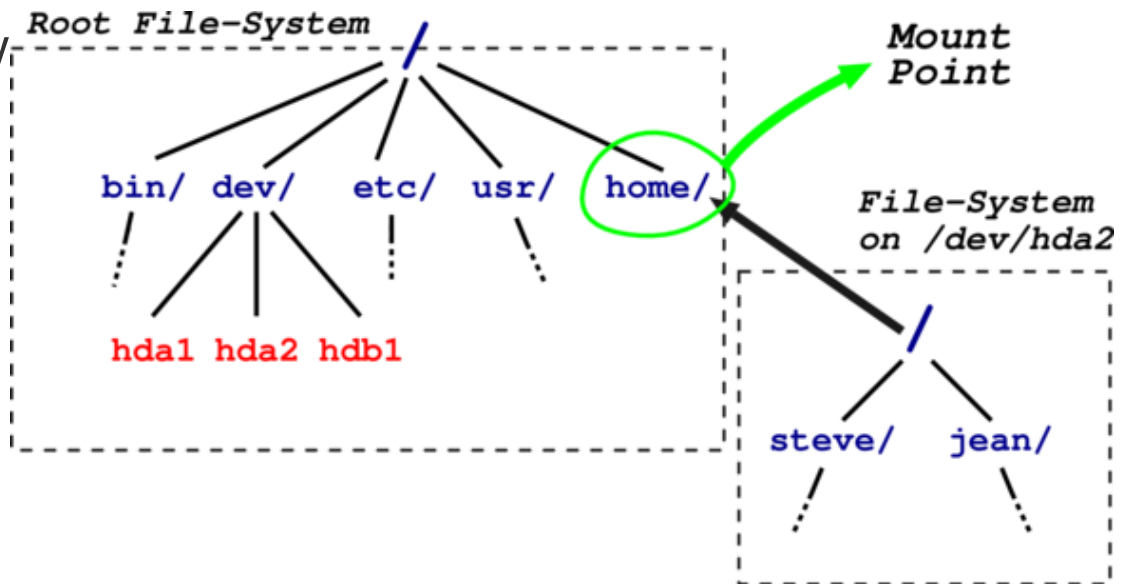 Root File-System
/
/
Mount
Point
bin/ dev/ etc/ usr/ home/
File-System
on /dev/hda2
/
hda1 hda2 hdb1
steve/ jean/